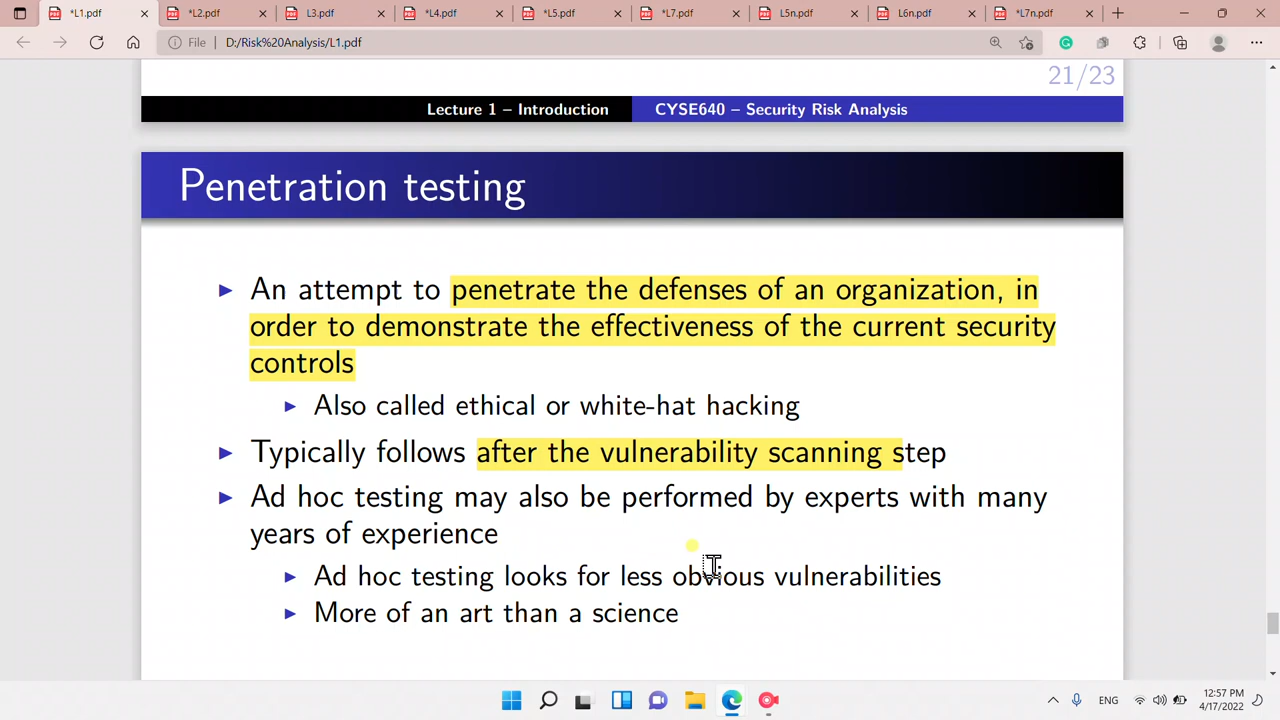 *L1.pdf
*L2.pdf
L3.pdf
*L4.pdf
*L5.pdf
*L7.pdf
L5n.pdf
L6n.pdf
*L7n.pdf
File
D:/Risk%20Analysis/L1.pdf
21/23
Lecture 1 – Introduction
CYSE640 – Security Risk Analysis
Penetration testing
An attempt to penetrate the defenses of an organization, in
order to demonstrate the effectiveness of the current security
controls
Also called ethical or white-hat hacking
Typically follows after the vulnerability scanning step
Ad hoc testing may also be performed by experts with many
years of experience
Ad hoc testing looks for less obvious vulnerabilities
More of an art than a science
ENG
12:57 PM
4/17/2022